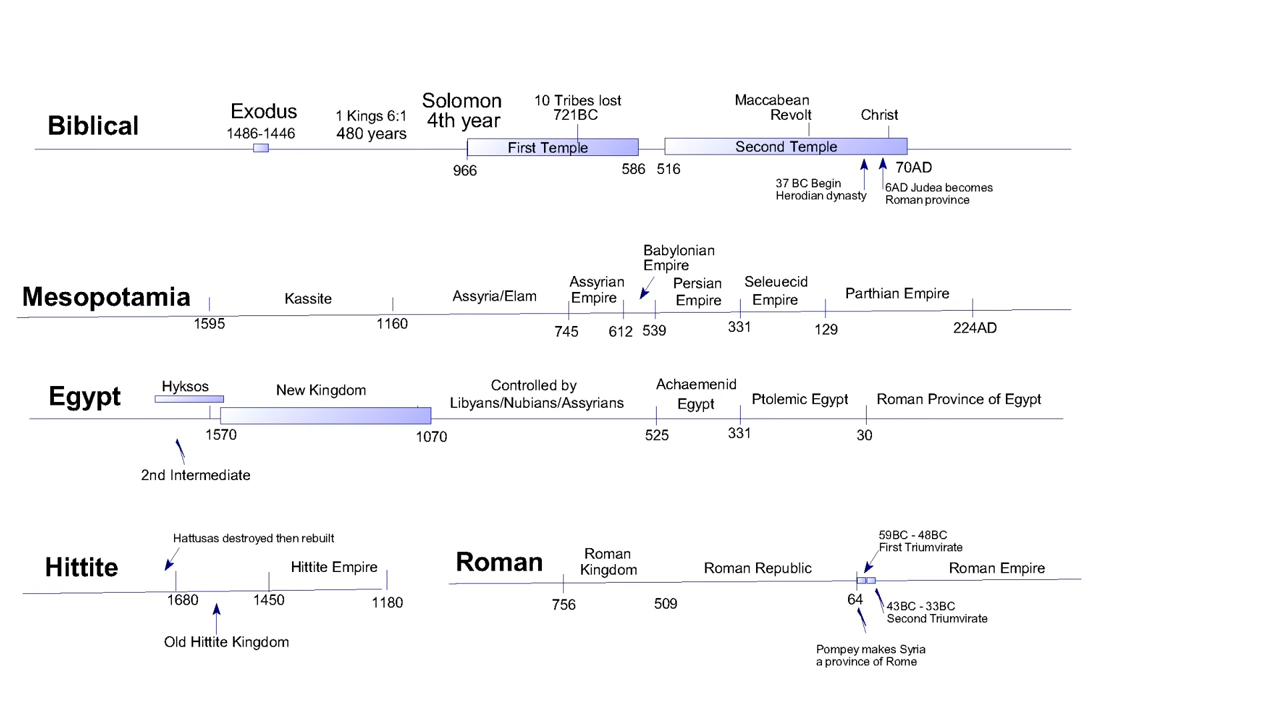 Biblical
Exodus
1486-1446
1 Kings 6:1
480 years
Solomon
4th year
10 Tribes lost
721BC
First Temple
966
586
516
Maccabean
Revolt
Christ
Second Temple
70AD
37 BC Begin
Herodian dynasty
6AD Judea becomes
Roman province
Mesopotamia
Kassite
Assyria/Elam
Assyrian
Empire
Babylonian
Empire
Persian
Empire
Seleuecid
Empire
Parthian Empire
1595
1160
745
612
539
331
129
224AD
Egypt
Hyksos
New Kingdom
Controlled by
Libyans/Nubians/Assyrians
Achaemenid
Egypt
Ptolemic Egypt
Roman Province of Egypt
1570
1070
525
331
30
2nd Intermediate
Hittite
Hattusas destroyed then rebuilt
Hittite Empire
1680
1450
1180
Old Hittite Kingdom
Roman
Roman
Kingdom
Roman Republic
59BC - 48BC
First Triumvirate
Roman Empire
756
509
64
43BC - 33BC
Second Triumvirate
Pompey makes Syria
a province of Rome